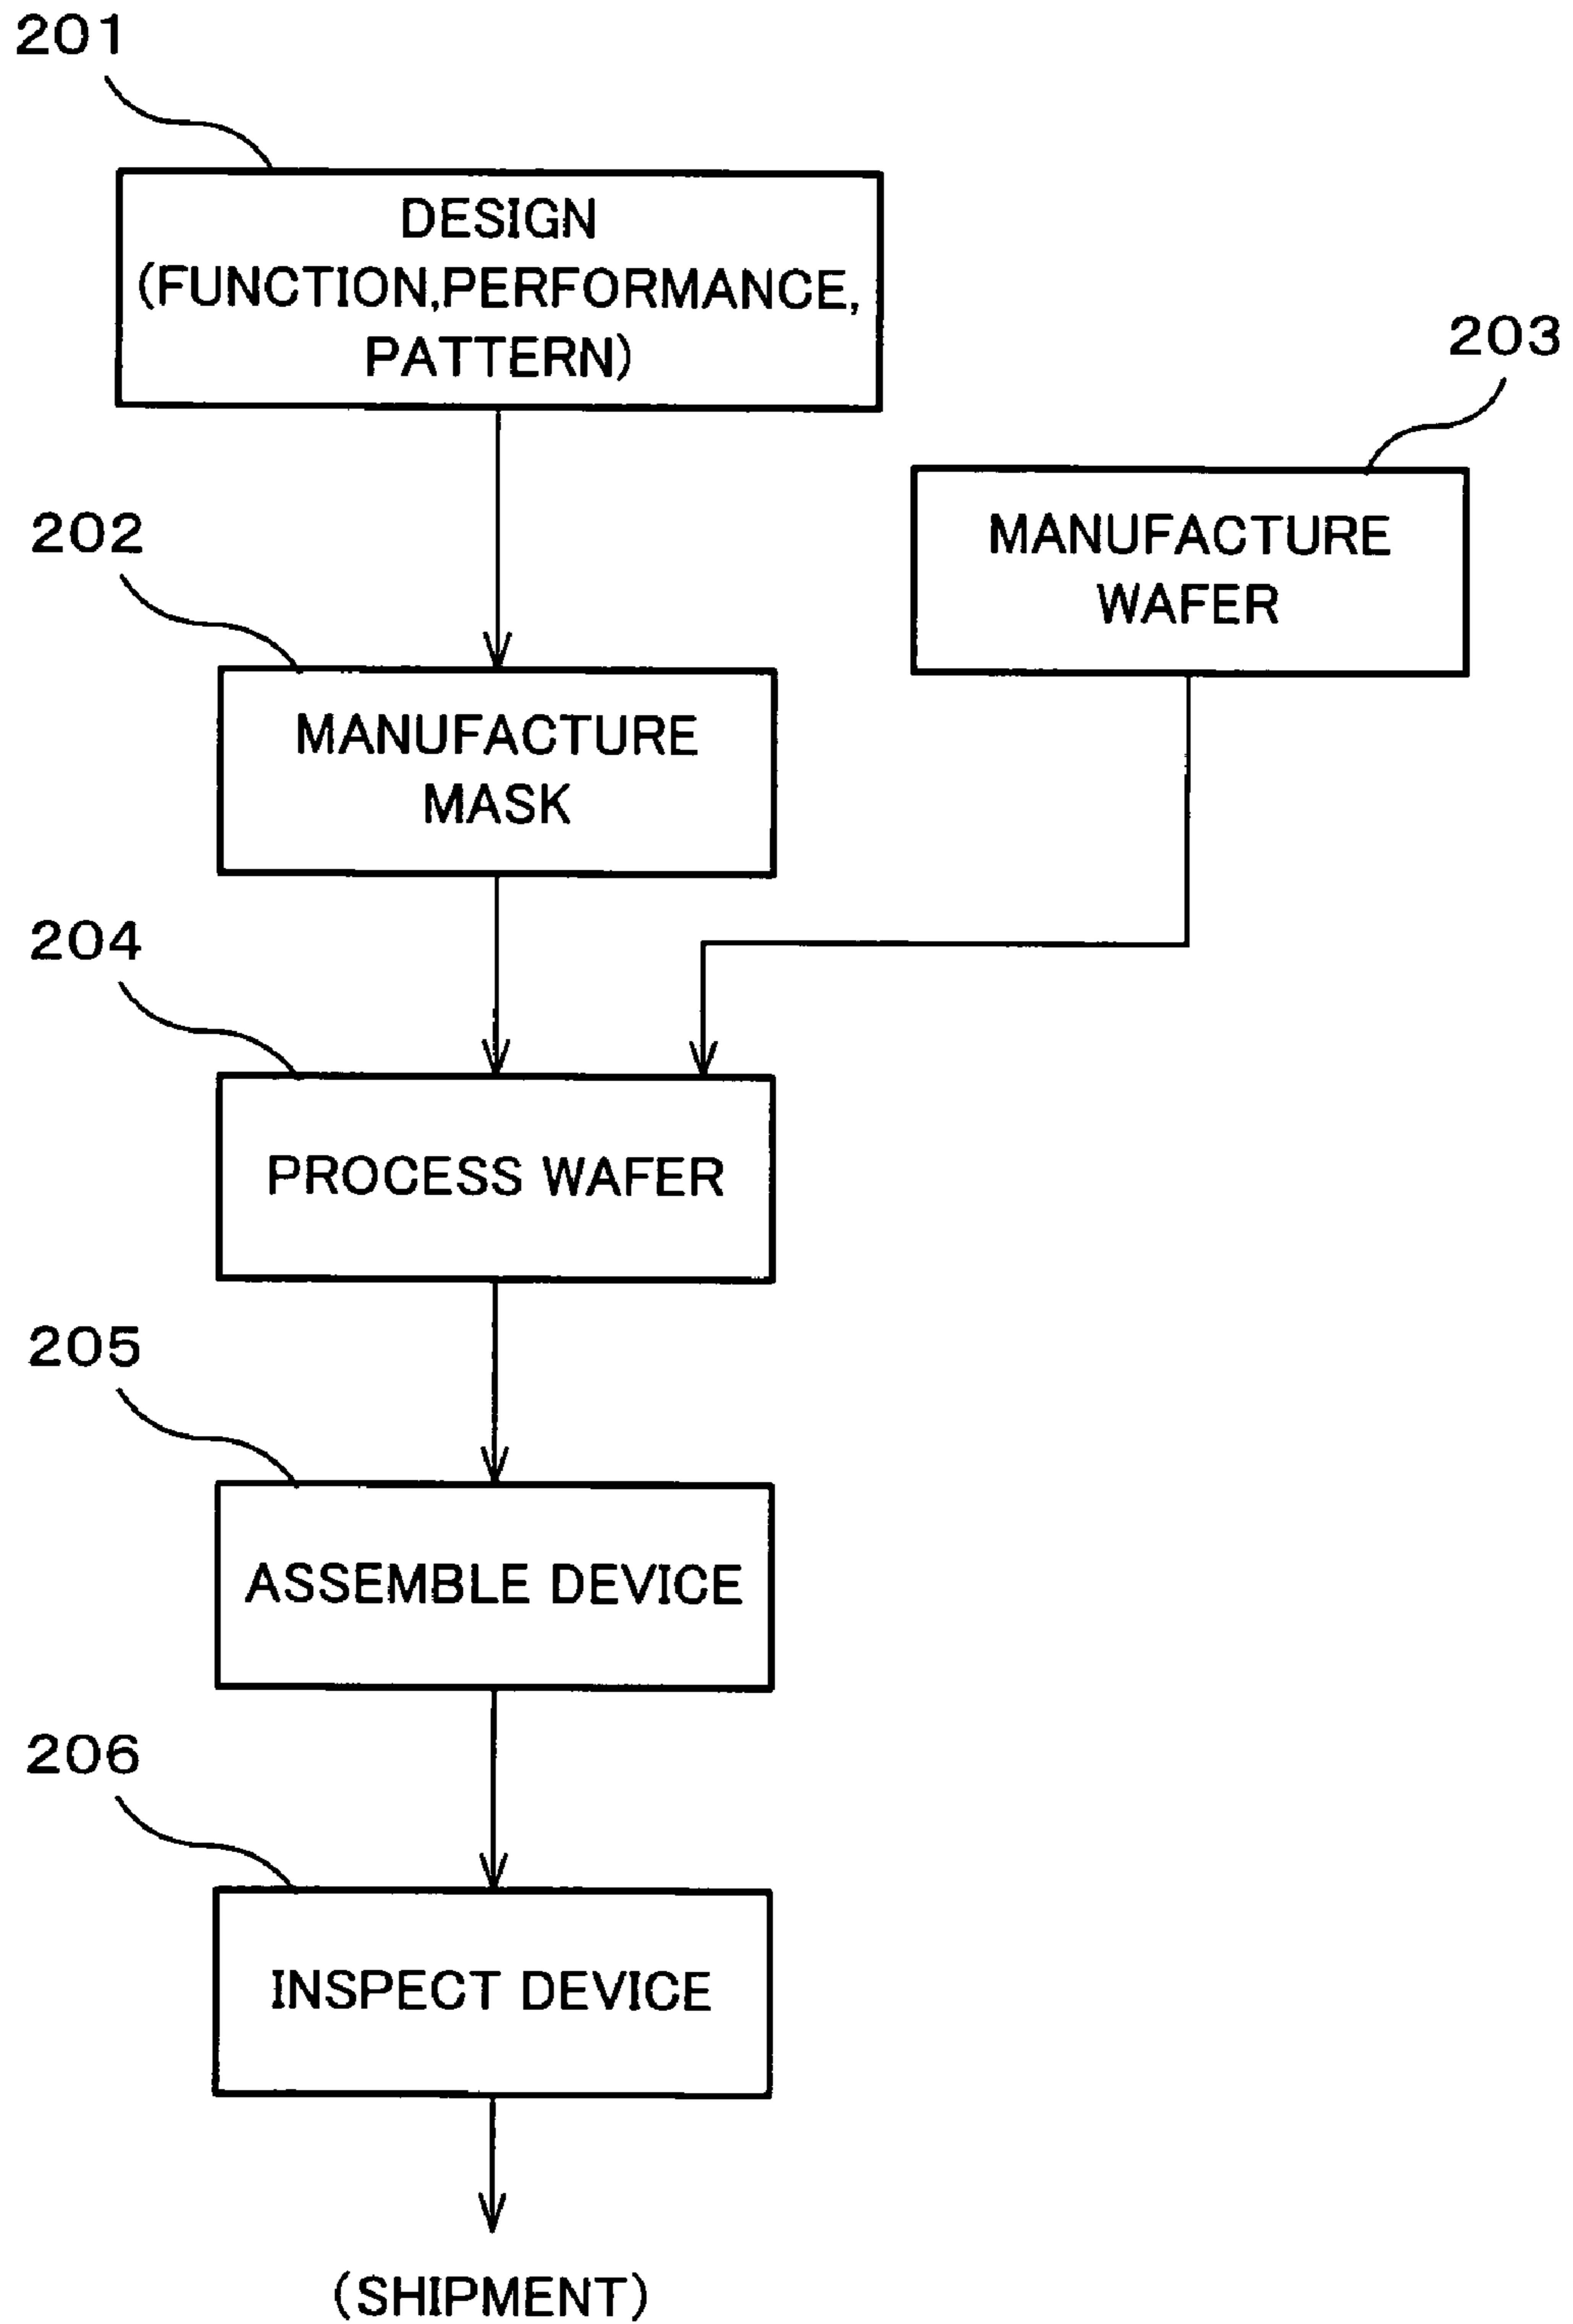 201
DESIGN
(FUNCTION,PERFORMANCE,
PATTERN)
203
MANUFACTURE
WAFER
202
MANUFACTURE
MASK
204
PROCESS WAFER
205
ASSEMBLE DEVICE
206
INSPECT DEVICE
(SHIPMENT)